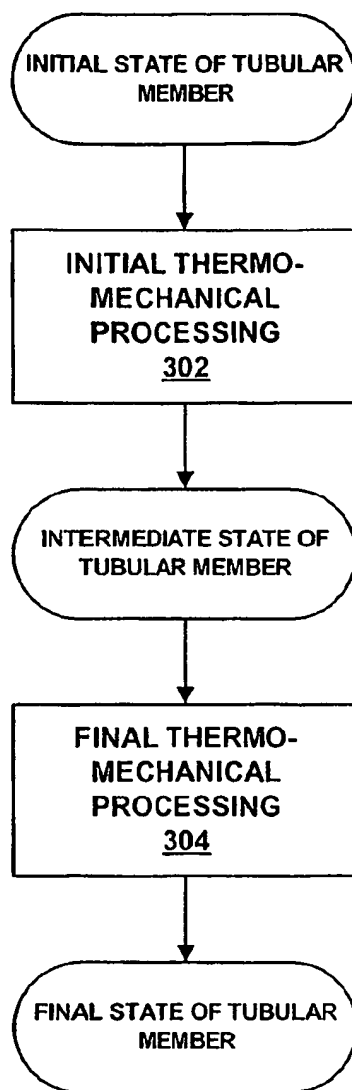 INITIAL STATE OF TUBULAR
MEMBER
INITIAL THERMO-
MECHANICAL
PROCESSING
302
INTERMEDIATE STATE OF
TUBULAR MEMBER
FINAL THERMO-
MECHANICAL
PROCESSING
304
FINAL STATE OF TUBULAR
MEMBER